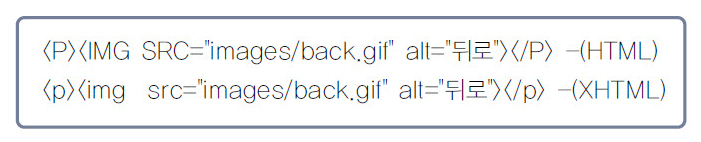 <P><IMG SRC="images/back.gif" alt="뒤로"></P> -(HTML)
<p><img  src="images/back.gif" alt="뒤로"></p> -(XHTML)